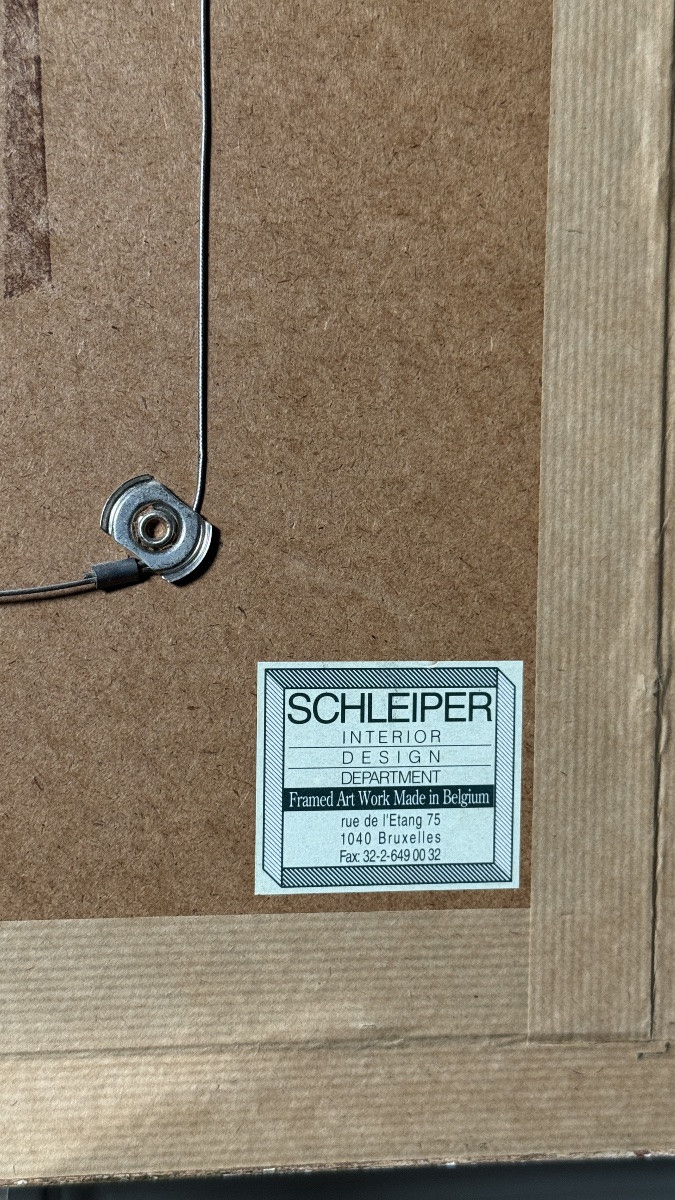 SCHLEIPER
INTERIOR
DESIGN
DEPARTMENT
Framed Art Work Made in Belgium
rue de l'Etang 75
1040 Bruxelles
Fax: 32-2-649 00 32